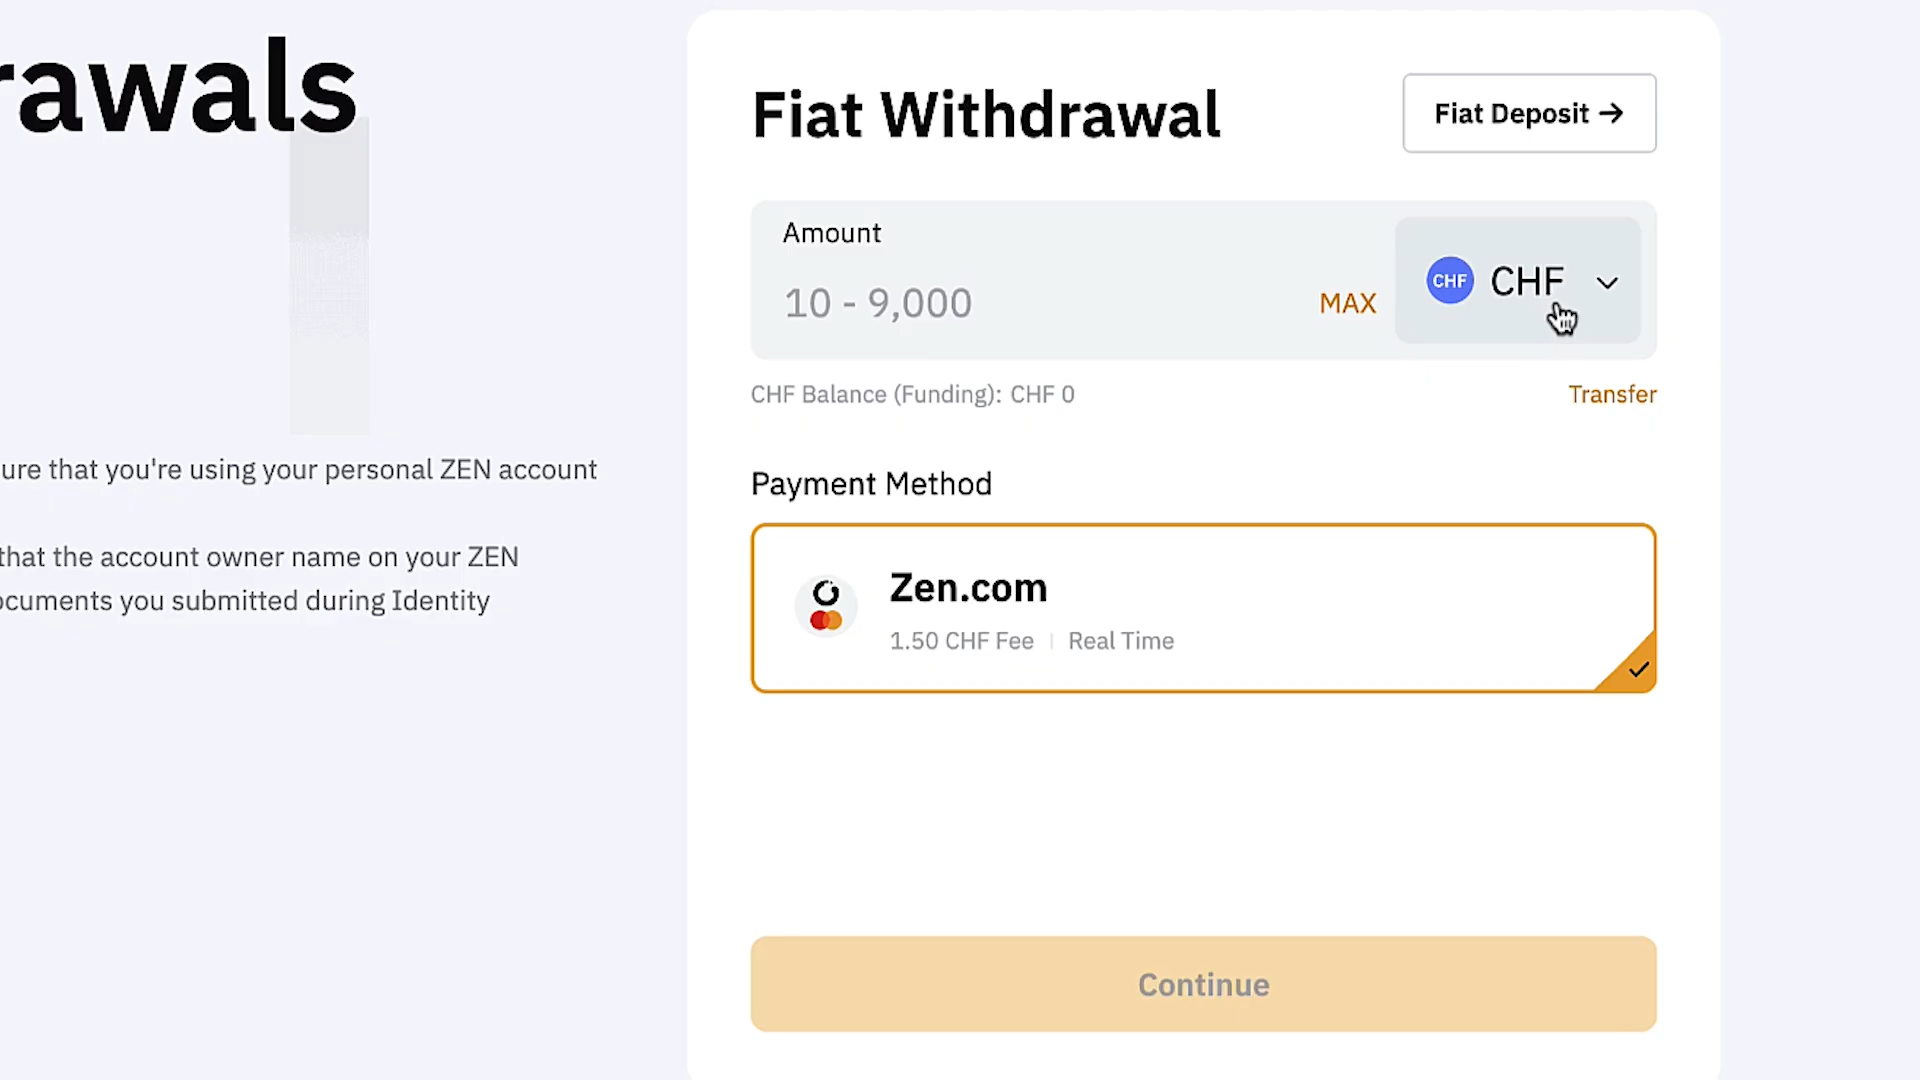 rawals
ure that you're using your personal ZEN account
that the account owner name on your ZEN
ocuments you submitted during Identity
Fiat Withdrawal
Fiat Deposit →
Amount
10 - 9,000
MAX
CHF CHF
CHF Balance (Funding): CHF 0
Transfer
Payment Method
Zen.com
1.50 CHF Fee | Real Time
Continue